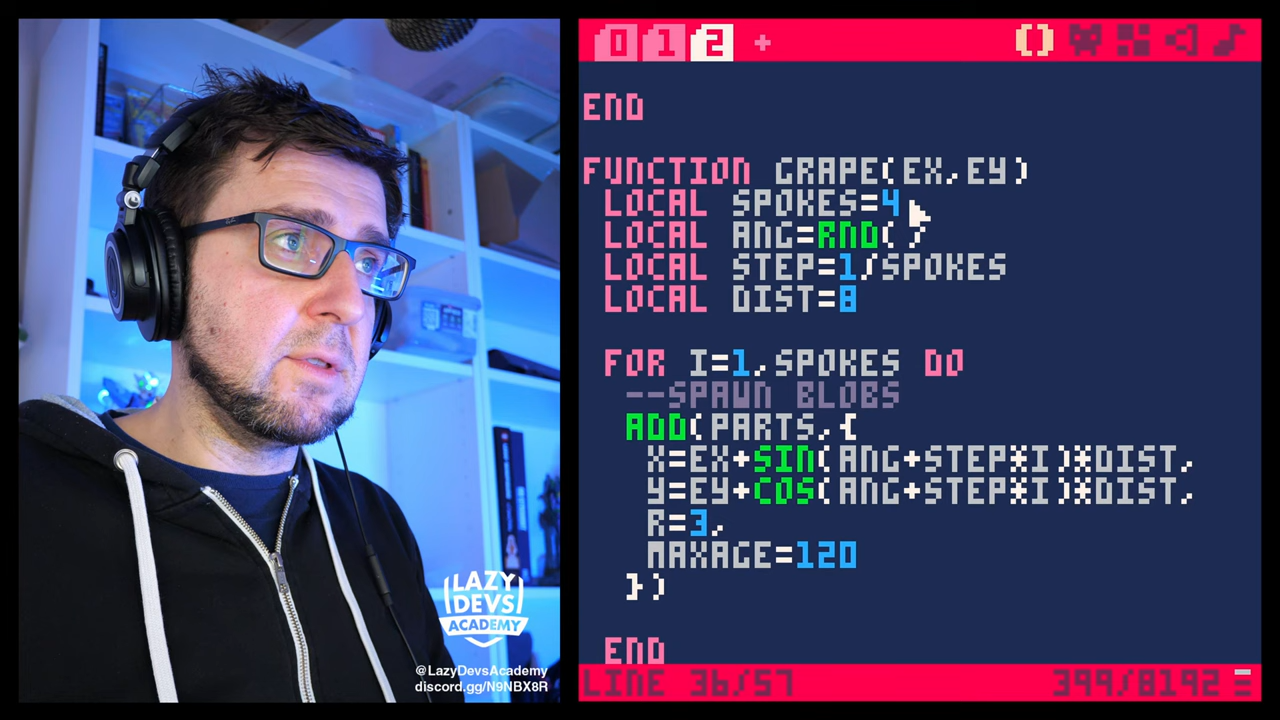 0 1 2 +
END
FUNCTION GRAPE(EX,EY)
LOCAL SPOKES=4
LOCAL ANG=RND()
LOCAL STEP=1/SPOKES
LOCAL DIST=8
FOR I=1,SPOKES DO
--SPAWN BLOBS
ADD(PARTS,{
X=EX+SIN(ANG+STEP*I)*DIST,
Y=EY+COS(ANG+STEP*I)*DIST,
R=3,
MAXAGE=120
})
END
LINE 36/57
399/8192
LAZY
DEVS
ACADEMY
@LazyDevsAcademy
discord.gg/N9NBX8R